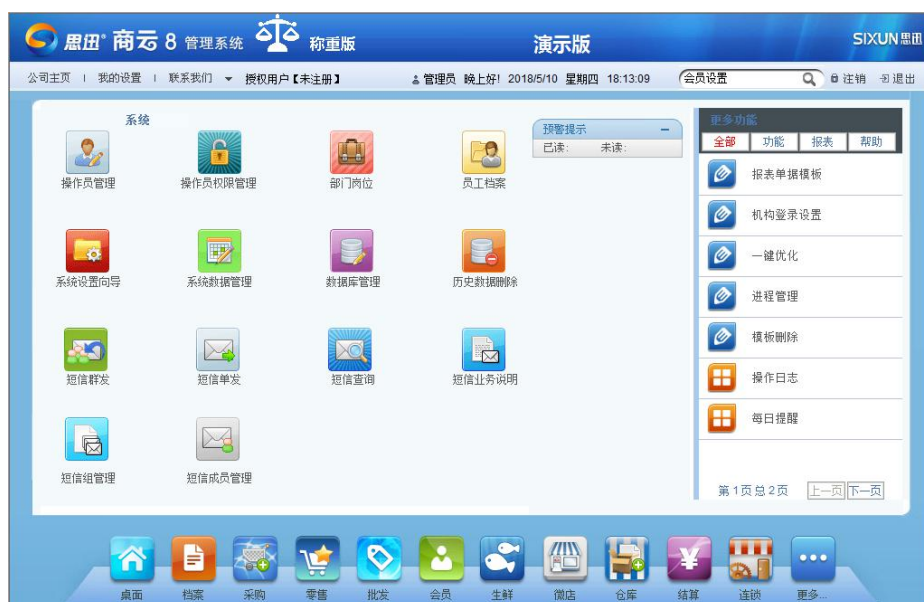 思迅® 商云 8 管理系统 称重版 演示版 SIXUN思迅
公司主页 | 我的设置 | 联系我们 授权用户【未注册】 管理员 晚上好! 2018/5/10 星期四 18:13:09 会员设置 注销 退出
系统
操作员管理 操作员权限管理 部门岗位 员工档案
系统设置向导 系统数据管理 数据库管理 历史数据删除
短信群发 短信单发 短信查询 短信业务说明
短信组管理 短信成员管理
预警提示
已读: 未读:
更多功能
全部 功能 报表 帮助
报表单据模板
机构登录设置
一键优化
进程管理
模板删除
操作日志
每日提醒
第1页总2页 上一页 下一页
桌面 档案 采购 零售 批发 会员 生鲜 微店 仓库 结算 连锁 更多...